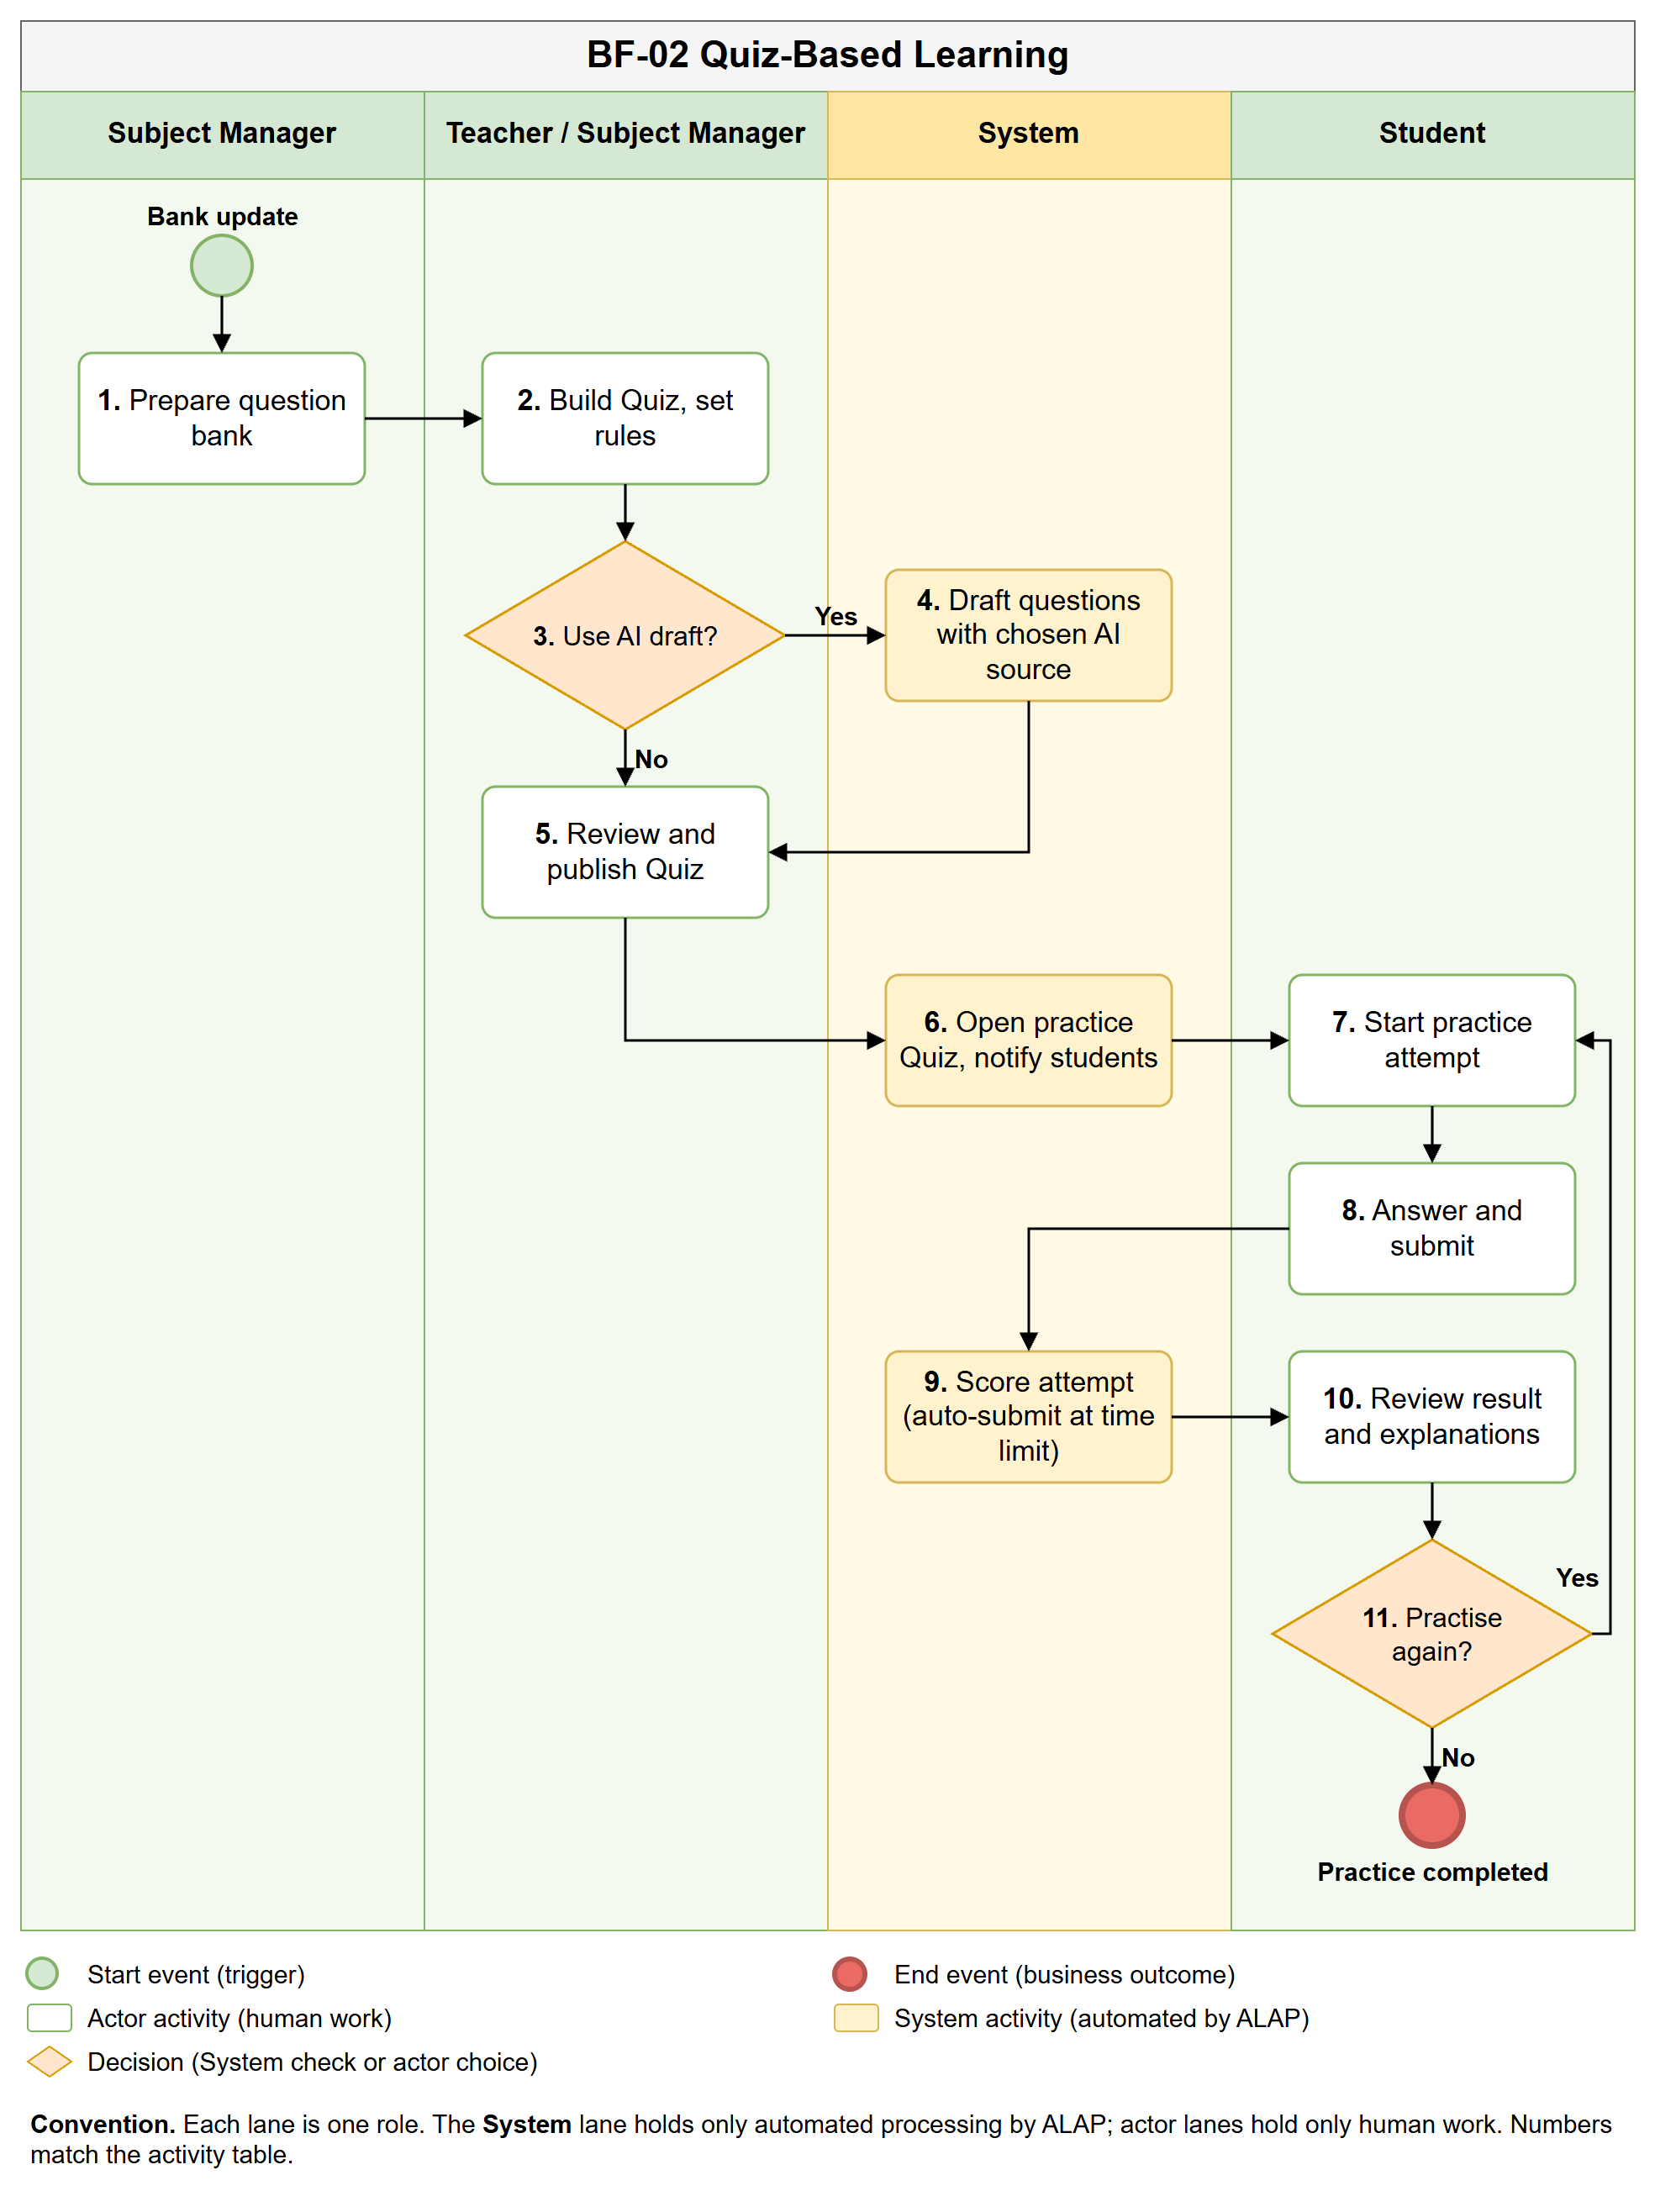 BF-02 Quiz-Based Learning
Subject Manager
Teacher / Subject Manager
System
Student
Bank update
1. Prepare question
bank
2. Build Quiz, set
rules
3. Use AI draft?
Yes
4. Draft questions
with chosen AI
source
No
5. Review and
publish Quiz
6. Open practice
Quiz, notify students
7. Start practice
attempt
8. Answer and
submit
9. Score attempt
(auto-submit at time
limit)
10. Review result
and explanations
11. Practise
again?
Yes
No
Practice completed
Start event (trigger)
End event (business outcome)
Actor activity (human work)
System activity (automated by ALAP)
Decision (System check or actor choice)
Convention. Each lane is one role. The System lane holds only automated processing by ALAP; actor lanes hold only human work. Numbers
match the activity table.